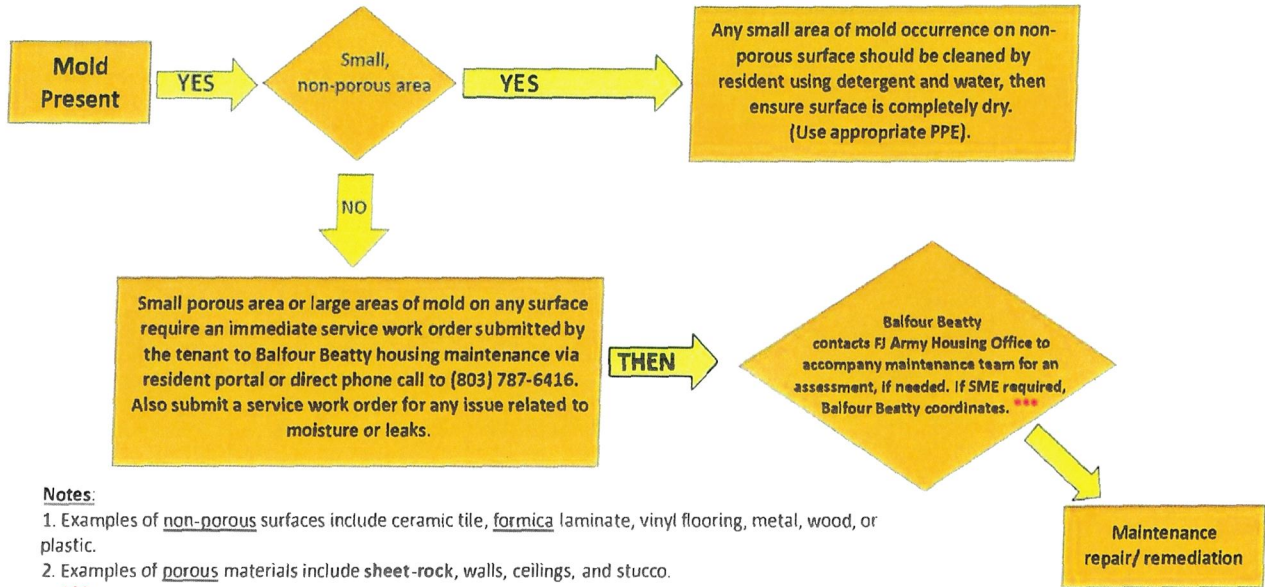 Mold
Present
YES
Small,
non-porous area
YES
Any small area of mold occurrence on non-
porous surface should be cleaned by
resident using detergent and water, then
ensure surface is completely dry.
(Use appropriate PPE).
NO
Small porous area or large areas of mold on any surface
require an immediate service work order submitted by
the tenant to Balfour Beatty housing maintenance via
resident portal or direct phone call to (803) 787-6416.
Also submit a service work order for any issue related to
moisture or leaks.
THEN
Balfour Beatty
contacts FJ Army Housing Office to
accompany maintenance team for an
assessment, if needed. If SME required,
Balfour Beatty coordinates. ***
Maintenance
repair/ remediation
Notes:
1. Examples of non-porous surfaces include ceramic tile, formica laminate, vinyl flooring, metal, wood, or
plastic.
2. Examples of porous materials include sheet-rock, walls, ceilings, and stucco.